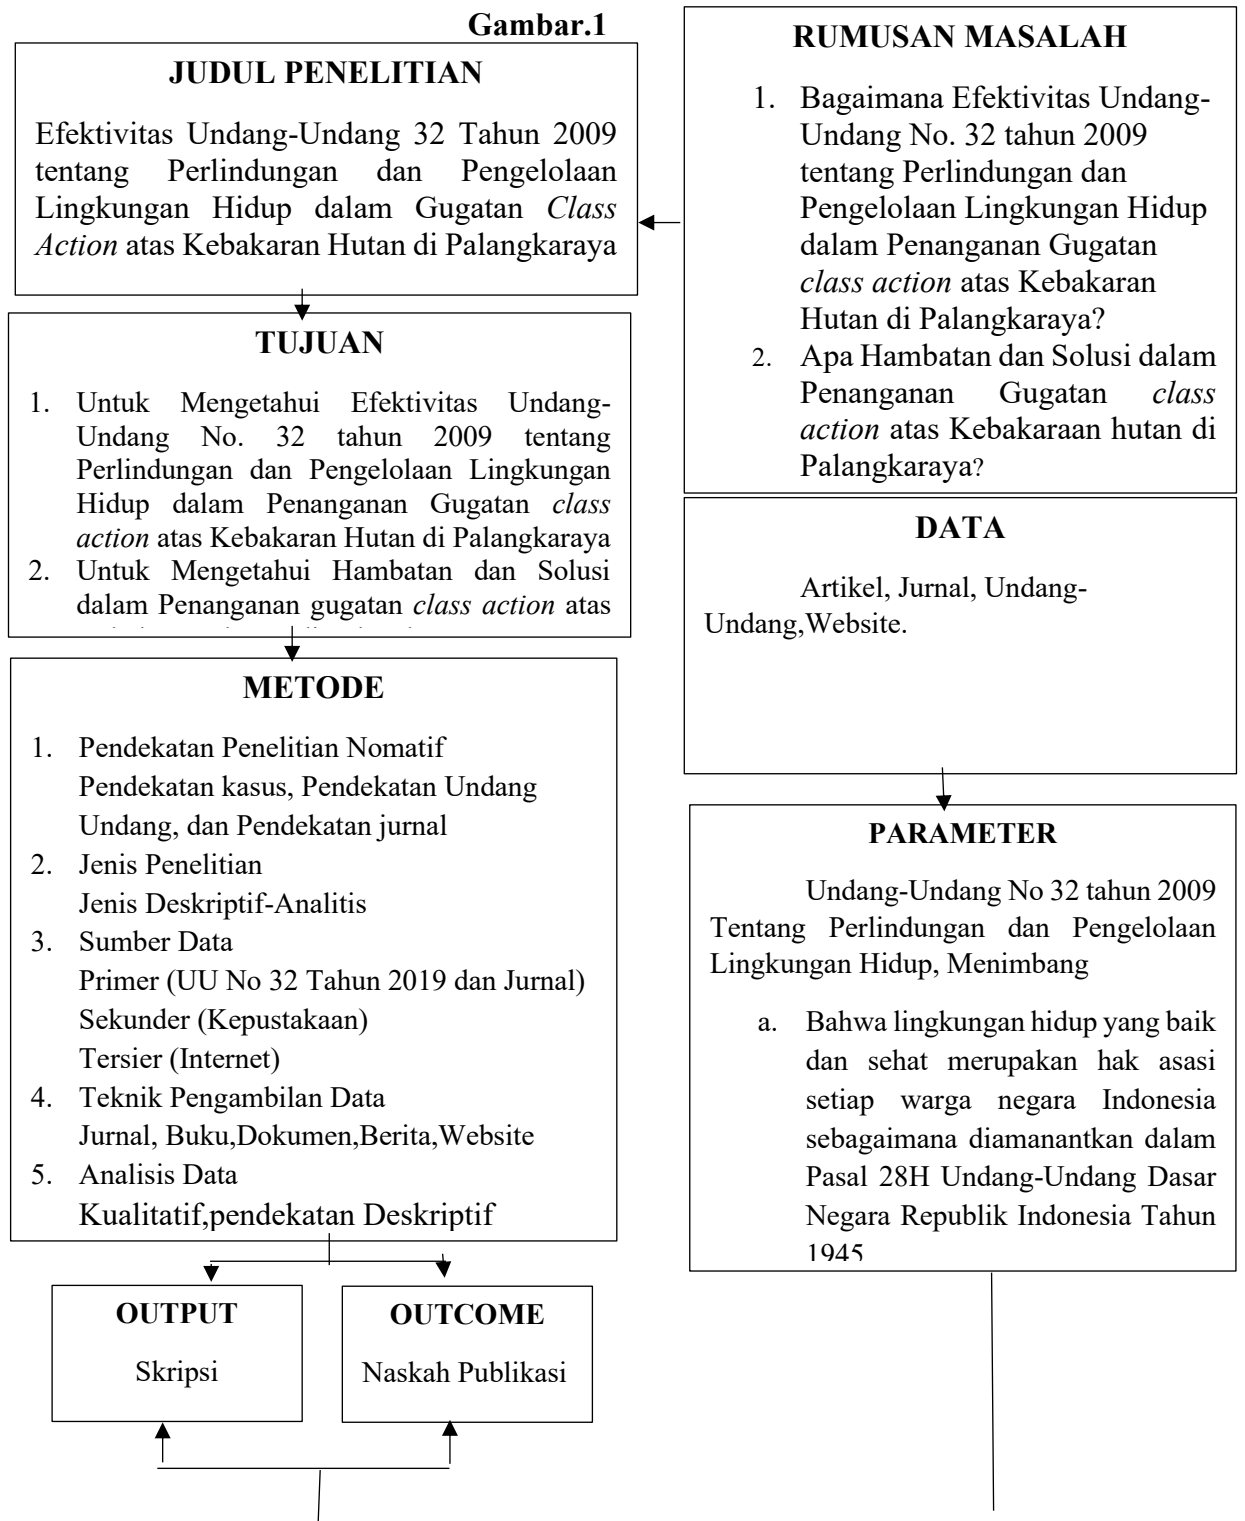 Gambar.1
JUDUL PENELITIAN
Efektivitas Undang-Undang 32 Tahun 2009
tentang Perlindungan dan Pengelolaan
Lingkungan Hidup dalam Gugatan Class
Action atas Kebakaran Hutan di Palangkaraya
RUMUSAN MASALAH
1. Bagaimana Efektivitas Undang-
Undang No. 32 tahun 2009
tentang Perlindungan dan
Pengelolaan Lingkungan Hidup
dalam Penanganan Gugatan
class action atas Kebakaran
Hutan di Palangkaraya?
2. Apa Hambatan dan Solusi dalam
Penanganan Gugatan class
action atas Kebakaraan hutan di
Palangkaraya?
TUJUAN
1. Untuk Mengetahui Efektivitas Undang-
Undang No. 32 tahun 2009 tentang
Perlindungan dan Pengelolaan Lingkungan
Hidup dalam Penanganan Gugatan class
action atas Kebakaran Hutan di Palangkaraya
2. Untuk Mengetahui Hambatan dan Solusi
dalam Penanganan gugatan class action atas
DATA
Artikel, Jurnal, Undang-
Undang,Website.
METODE
1. Pendekatan Penelitian Nomatif
Pendekatan kasus, Pendekatan Undang
Undang, dan Pendekatan jurnal
2. Jenis Penelitian
Jenis Deskriptif-Analitis
3. Sumber Data
Primer (UU No 32 Tahun 2019 dan Jurnal)
Sekunder (Kepustakaan)
Tersier (Internet)
4. Teknik Pengambilan Data
Jurnal, Buku,Dokumen,Berita,Website
5. Analisis Data
Kualitatif,pendekatan Deskriptif
PARAMETER
Undang-Undang No 32 tahun 2009
Tentang Perlindungan dan Pengelolaan
Lingkungan Hidup, Menimbang
a. Bahwa lingkungan hidup yang baik
dan sehat merupakan hak asasi
setiap warga negara Indonesia
sebagaimana diamanantkan dalam
Pasal 28H Undang-Undang Dasar
Negara Republik Indonesia Tahun
1945
OUTPUT
Skripsi
OUTCOME
Naskah Publikasi